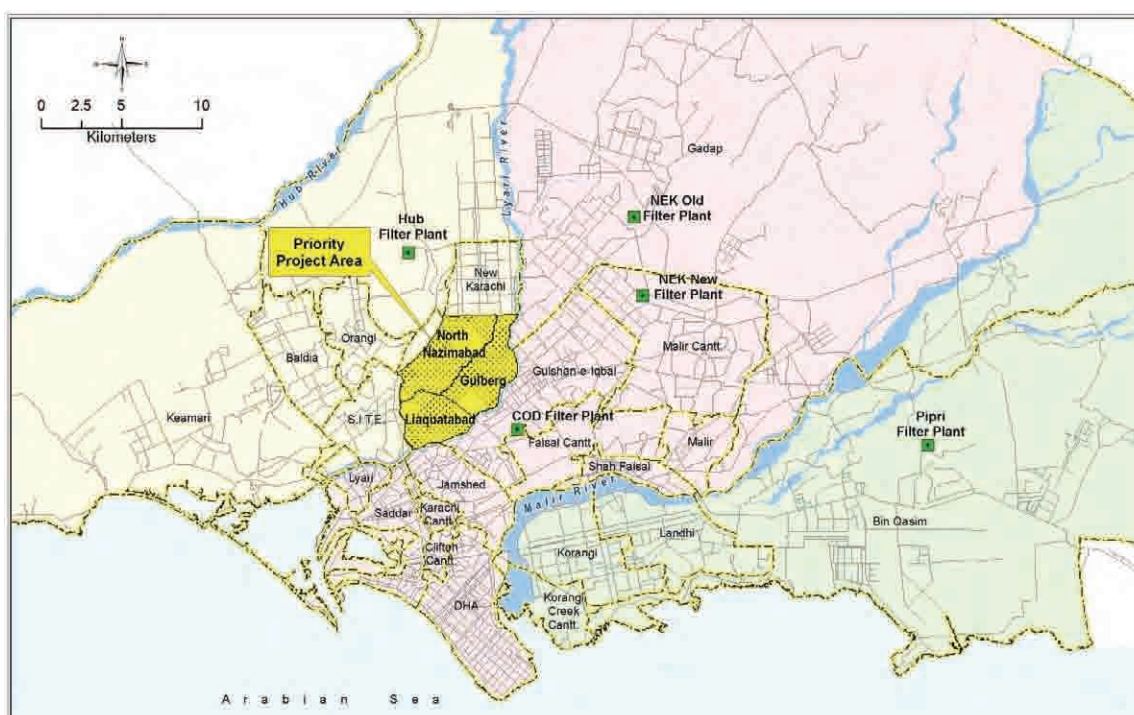 N
W E
S
0 2.5 5 10
Kilometers
Hub River
Lyari River
Gadap
NEK Old
Filter Plant
Hub
Filter Plant
Priority
Project Area
New
Karachi
NEK New
Filter Plant
North
Nazimabad
Orangi
Baldia
Malir Cantt.
Gulshan-e-Iqbal
Gulberg
Liaquatabad
COD Filter Plant
S.I.T.E.
Keamari
Pipri
Filter Plant
Faisal Cantt
Malir
Shah Faisal
Lyari
Jamshed
Malir River
Saddar
Karachi
Cantt.
Bin Qasim
Landhi
Korangi
Clifton
Cantt
DHA
Korangi
Creek
Cantt.
Arabian Sea